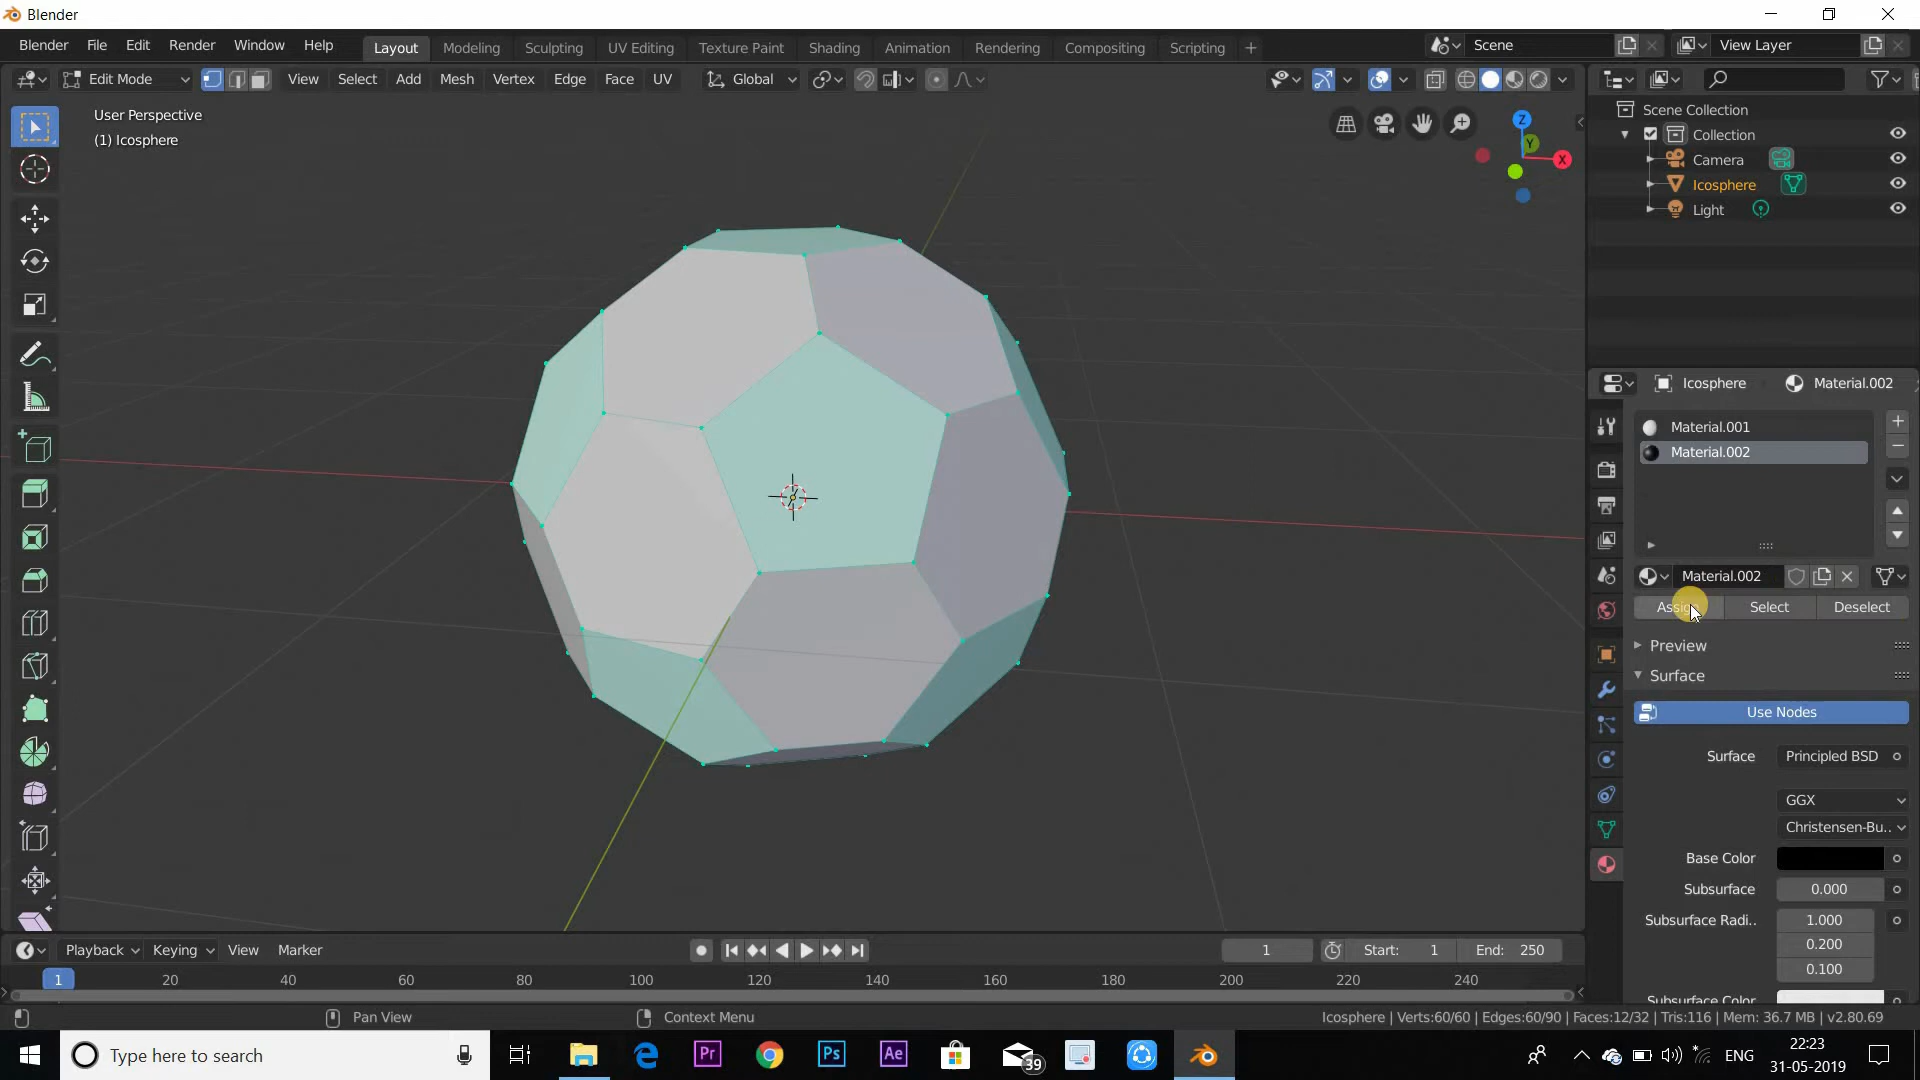 Blender
Blender File Edit Render Window Help Layout Modeling Sculpting UV Editing Texture Paint Shading Animation Rendering Compositing Scripting + Scene View Layer
Edit Mode View Select Add Mesh Vertex Edge Face UV Global
User Perspective
(1) Icosphere
Z
Y
X
Scene Collection
Collection
Camera
Icosphere
Light
Icosphere Material.002
Material.001
Material.002
Material.002
Assign Select Deselect
Preview
Surface
Use Nodes
Surface Principled BSD
GGX
Christensen-Bu..
Base Color
Subsurface 0.000
Subsurface Radi.. 1.000
0.200
0.100
Subsurface Color
Playback Keying View Marker 1 Start: 1 End: 250
1 20 40 60 80 100 120 140 160 180 200 220 240
Pan View Context Menu Icosphere | Verts:60/60 | Edges:60/90 | Faces:12/32 | Tris:116 | Mem: 36.7 MB | v2.80.69
Type here to search Pr Ps Ae 39 ENG 22:23
31-05-2019